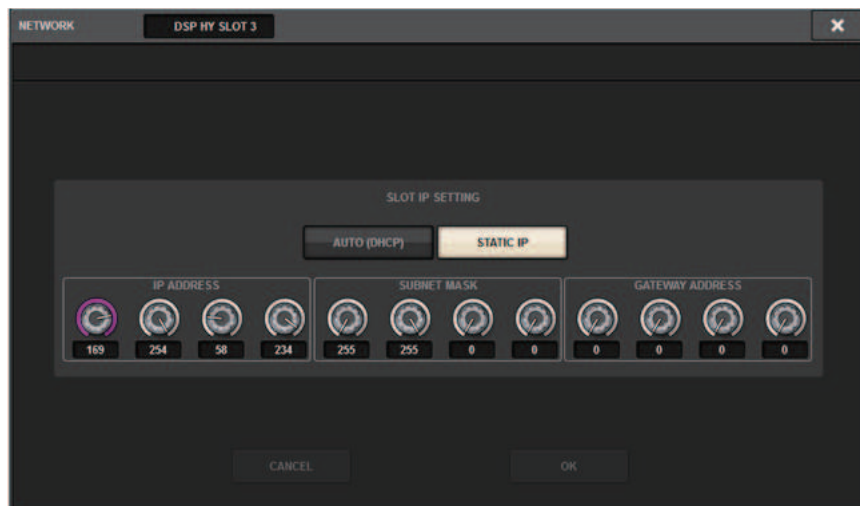 NETWORK DSP HY SLOT 3 ×
SLOT IP SETTING
AUTO (DHCP) STATIC IP
IP ADDRESS SUBNET MASK GATEWAY ADDRESS
169 254 58 234 255 255 0 0 0 0 0 0
CANCEL OK